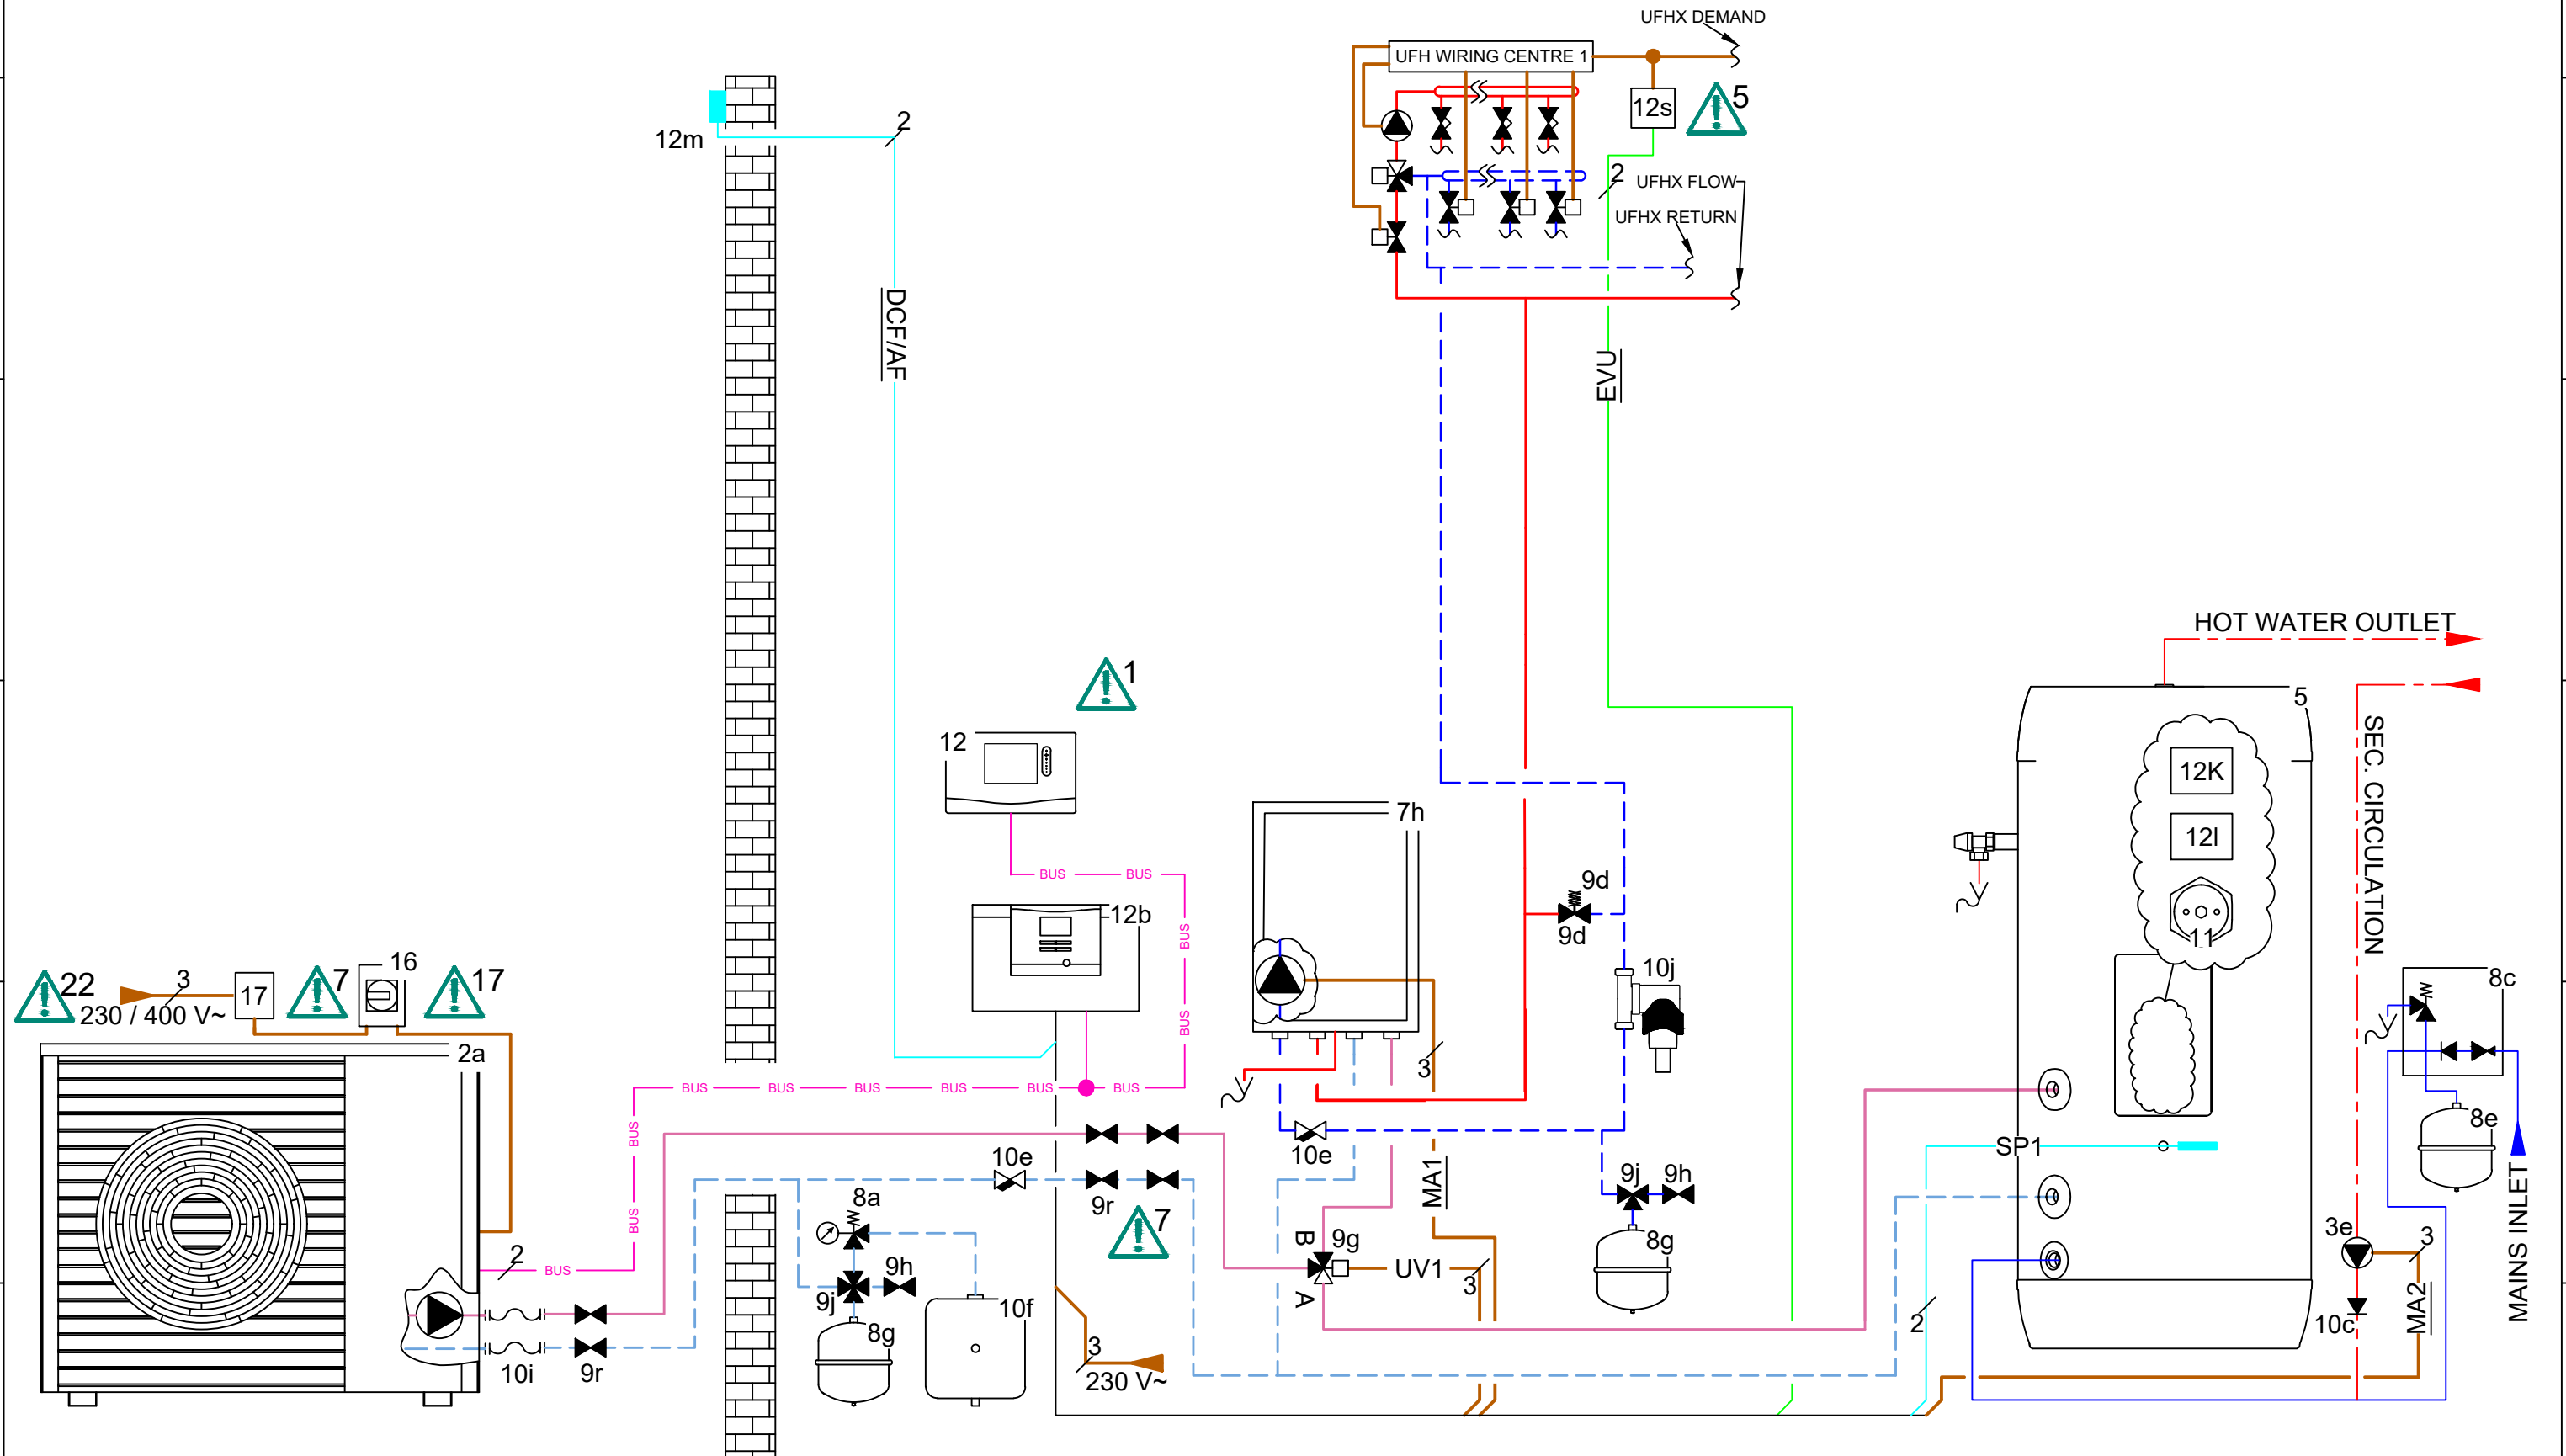 UFHX DEMAND
UFH WIRING CENTRE 1
12s
5
2
12m
2
UFHX FLOW
UFHX RETURN
DCF/AF
EVU
HOT WATER OUTLET
1
5
12
SEC. CIRCULATION
12K
7h
12l
BUS BUS
9d
12b
BUS
9d
11
16
10j
8c
22
3
17
7
17
230 / 400 V~
BUS
2a
3
BUS BUS BUS BUS BUS BUS
8e
BUS
10e
10e
SP1
MA1
9j
9h
8a
9r
MAINS INLET
BUS
7
B
9g
8g
3e
3
2
BUS
9h
UV1
3
9j
A
10f
MA2
8g
2
10c
3
10i
9r
230 V~